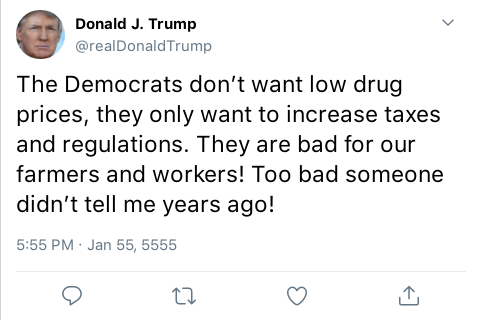 Donald J. Trump
@realDonaldTrump
The Democrats don’t want low drug
prices, they only want to increase taxes
and regulations. They are bad for our
farmers and workers! Too bad someone
didn’t tell me years ago!
5:55 PM · Jan 55, 5555